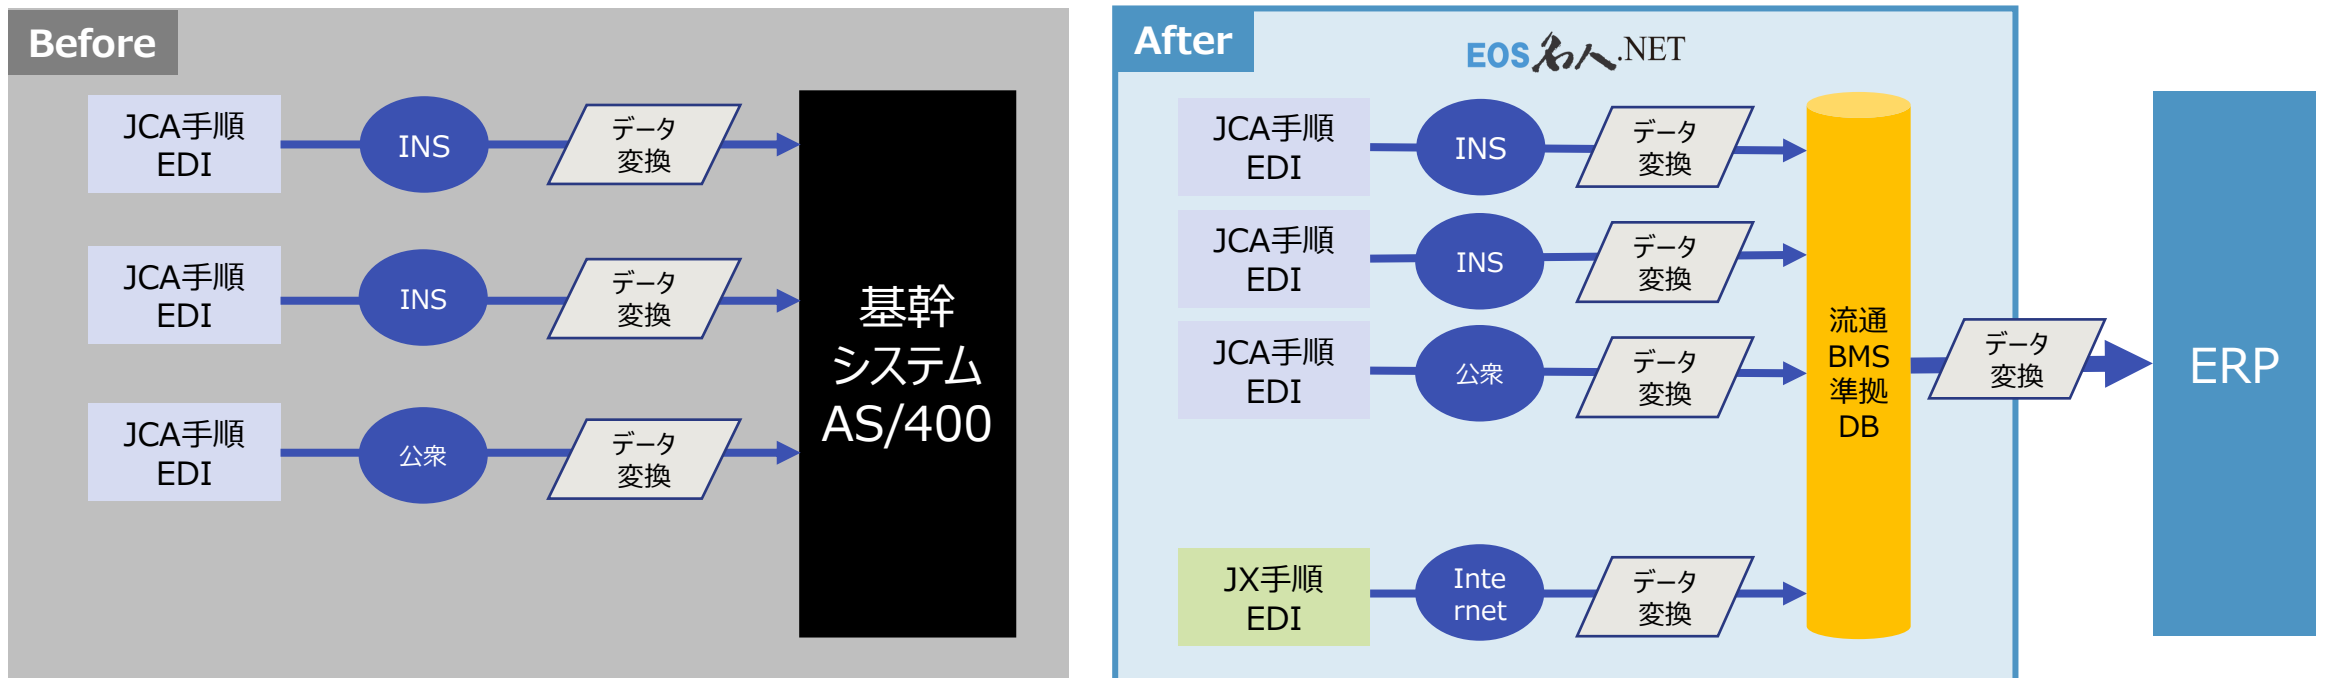 Before
JCA手順
EDI
INS
データ
変換
JCA手順
EDI
INS
データ
変換
JCA手順
EDI
公衆
データ
変換
基幹
システム
AS/400
After
EOS名人.NET
JCA手順
EDI
INS
データ
変換
JCA手順
EDI
INS
データ
変換
JCA手順
EDI
公衆
データ
変換
JX手順
EDI
Inte
rnet
データ
変換
流通
BMS
準拠
DB
データ
変換
ERP